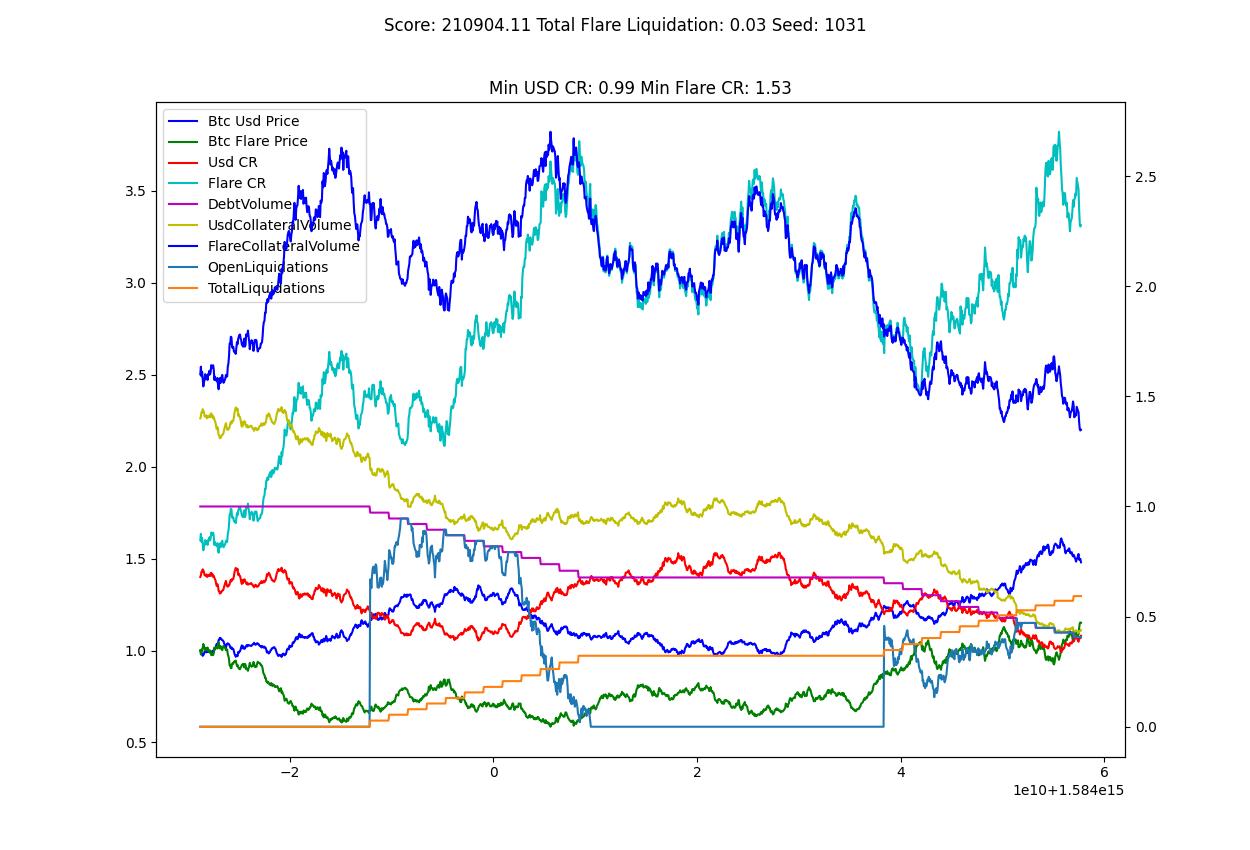 Score: 210904.11 Total Flare Liquidation: 0.03 Seed: 1031
Min USD CR: 0.99 Min Flare CR: 1.53
Btc Usd Price
Btc Flare Price
Usd CR
Flare CR
DebtVolume
UsdCollateralVolume
FlareCollateralVolume
OpenLiquidations
TotalLiquidations
3.5
3.0
2.5
2.0
1.5
1.0
0.5
2.5
2.0
1.5
1.0
0.5
0.0
−2 0 2 4 6
1e10+1.584e15